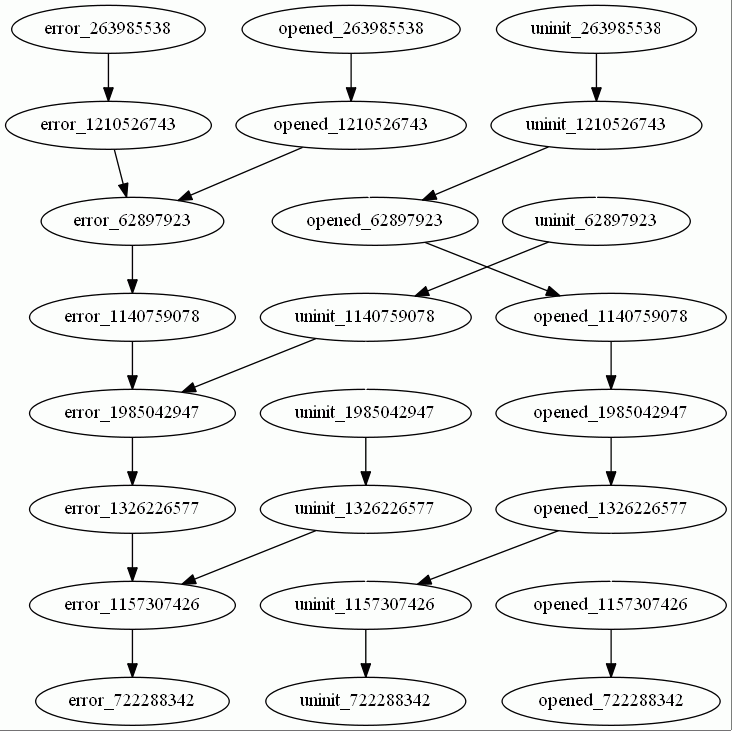 error_263985538
opened_263985538
uninit_263985538
error_1210526743
opened_1210526743
uninit_1210526743
error_62897923
opened_62897923
uninit_62897923
error_1140759078
uninit_1140759078
opened_1140759078
error_1985042947
uninit_1985042947
opened_1985042947
error_1326226577
uninit_1326226577
opened_1326226577
error_1157307426
uninit_1157307426
opened_1157307426
error_722288342
uninit_722288342
opened_722288342